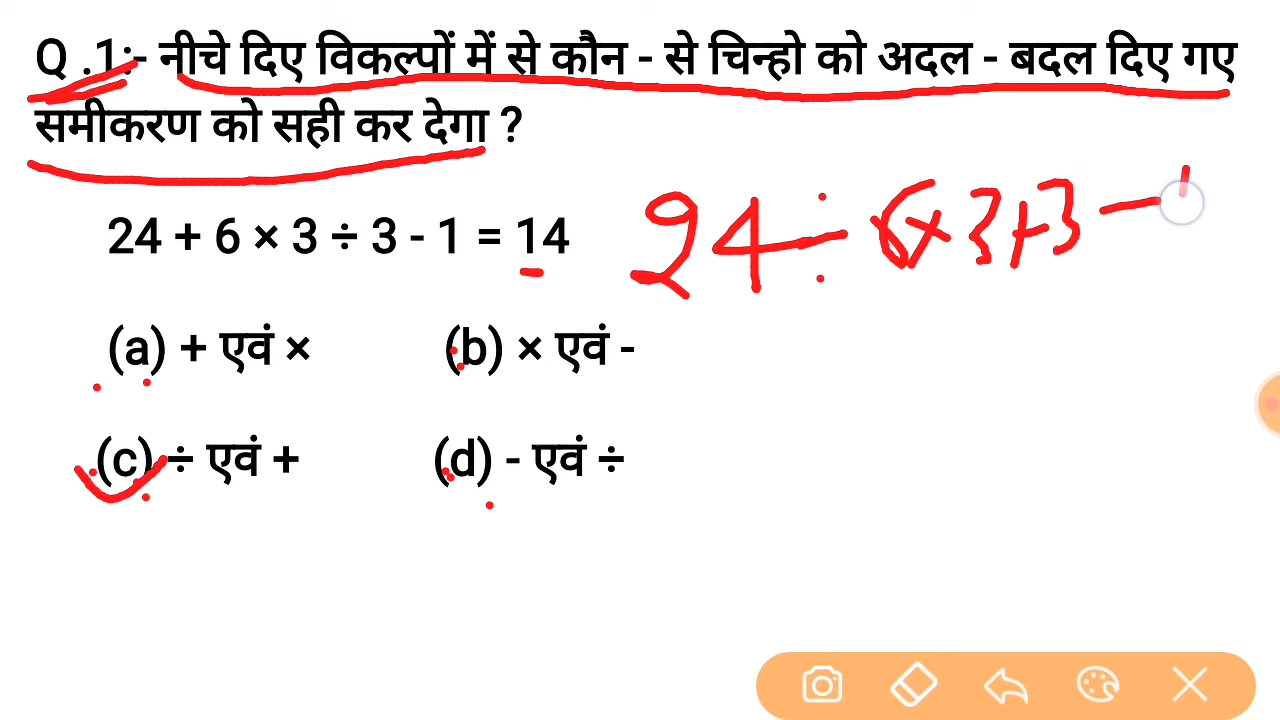 Q .1:- नीचे दिए विकल्पों में से कौन - से चिन्हो को अदल - बदल दिए गए
समीकरण को सही कर देगा ?
24 + 6 × 3 ÷ 3 - 1 = 14
24 ÷ 6 × 3 + 3 - 1
(a) + एवं ×
(b) × एवं -
(c) ÷ एवं +
(d) - एवं ÷